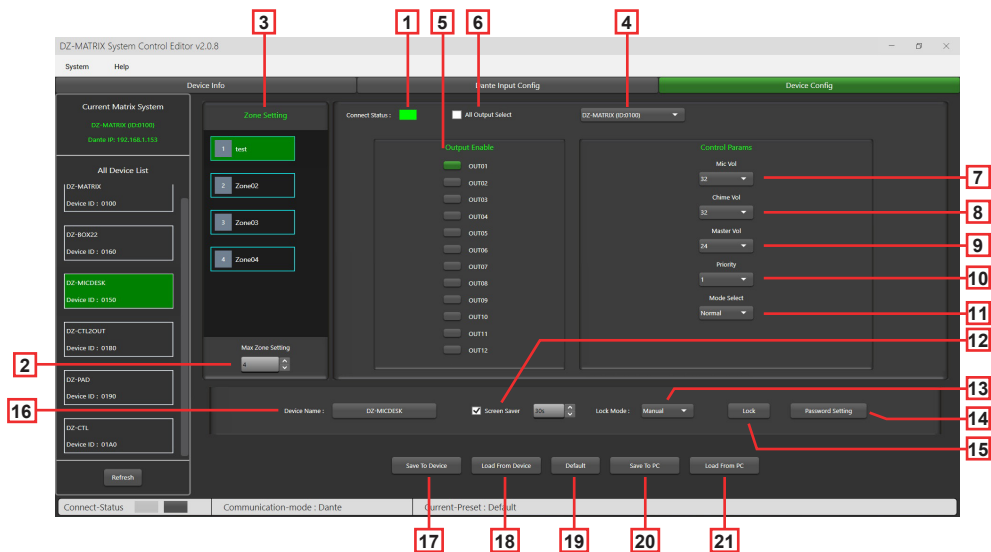 3
1
5
6
4
DZ-MATRIX System Control Editor v2.0.8
System Help
Device Info Dante Input Config Device Config
Current Matrix System
DZ-MATRIX (ID:0100)
Dante IP: 192.168.1.153
All Device List
DZ-MATRIX
Device ID : 0100
DZ-BOX22
Device ID : 0160
DZ-MICDESK
Device ID : 0150
DZ-CTL2OUT
Device ID : 01B0
DZ-PAD
Device ID : 0190
DZ-CTL
Device ID : 01A0
Refresh
Zone Setting
1 test
2 Zone02
3 Zone03
4 Zone04
Max Zone Setting
4
Connect Status :
All Output Select
DZ-MATRIX (ID:0100)
Output Enable
OUT01
OUT02
OUT03
OUT04
OUT05
OUT06
OUT07
OUT08
OUT09
OUT10
OUT11
OUT12
Control Params
Mic Vol
32
Chime Vol
32
Master Vol
24
Priority
1
Mode Select
Normal
7
8
9
10
11
12
13
14
15
2
16
Device Name : DZ-MICDESK Screen Saver 30s Lock Mode : Manual Lock Password Setting
Save To Device Load From Device Default Save To PC Load From PC
Connect-Status Communication-mode : Dante Current-Preset : Default
17
18
19
20
21